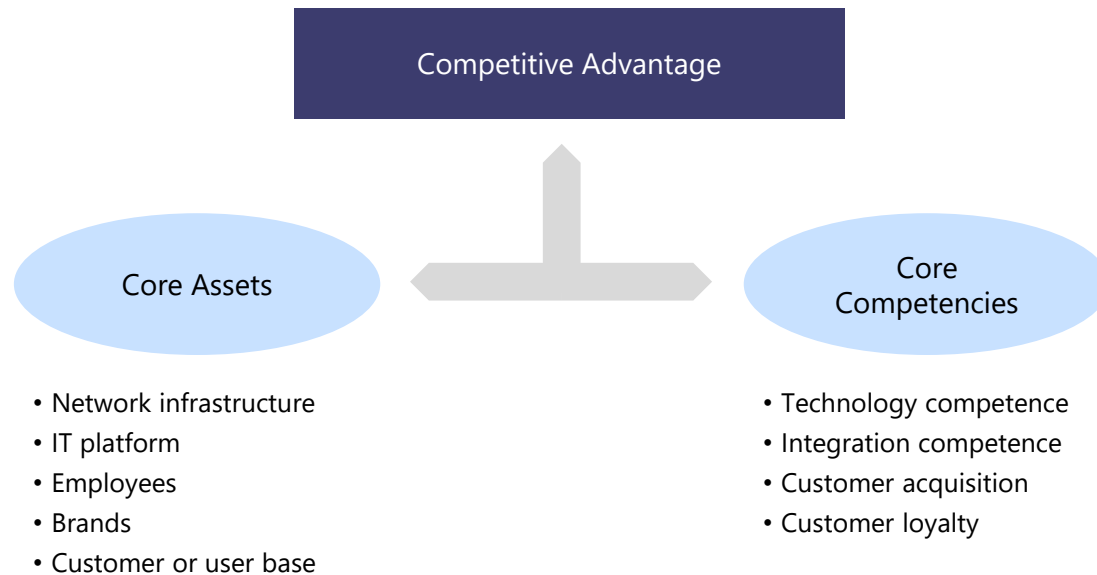 Competitive Advantage
Core Assets
• Network infrastructure
• IT platform
• Employees
• Brands
• Customer or user base
Core
Competencies
• Technology competence
• Integration competence
• Customer acquisition
• Customer loyalty